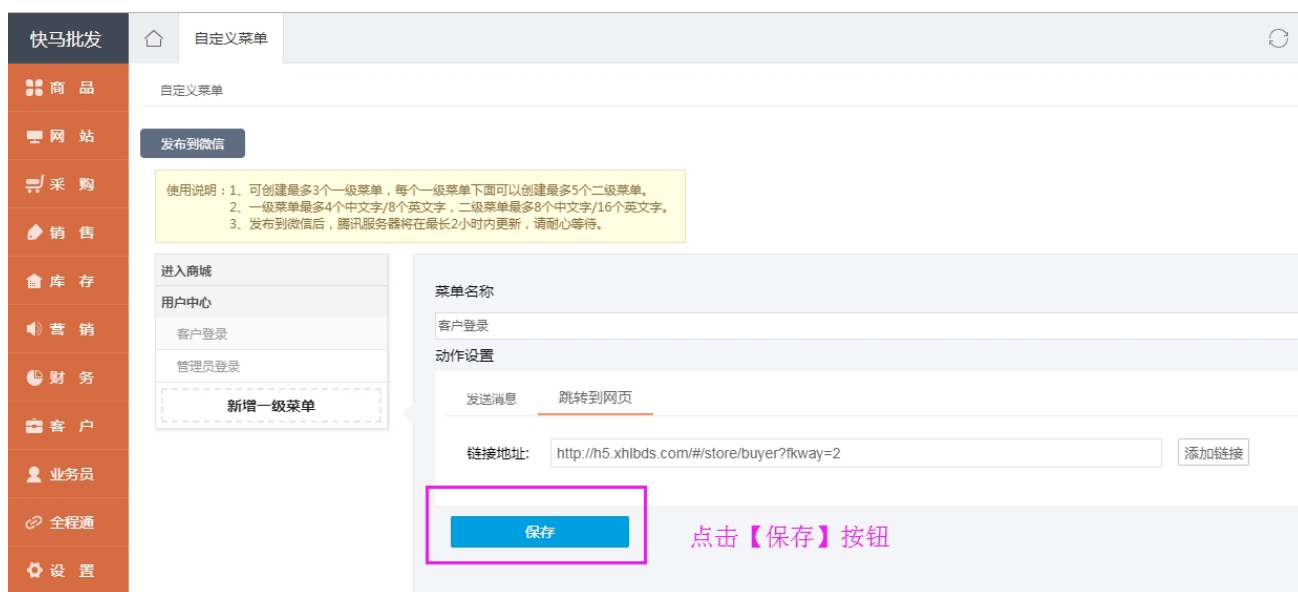 快马批发
自定义菜单
商 品
网 站
采 购
销 售
库 存
营 销
财 务
客 户
业务员
全程通
设 置
自定义菜单
发布到微信
使用说明：1、可创建最多3个一级菜单，每个一级菜单下面可以创建最多5个二级菜单。
2、一级菜单最多4个中文字/8个英文字，二级菜单最多8个中文字/16个英文字。
3、发布到微信后，腾讯服务器将在最长2小时内更新，请耐心等待。
进入商城
用户中心
客户登录
管理员登录
新增一级菜单
菜单名称
客户登录
动作设置
发送消息 跳转到网页
链接地址: http://h5.xhlbds.com/#/store/buyer?fkway=2 添加链接
保存
点击【保存】按钮